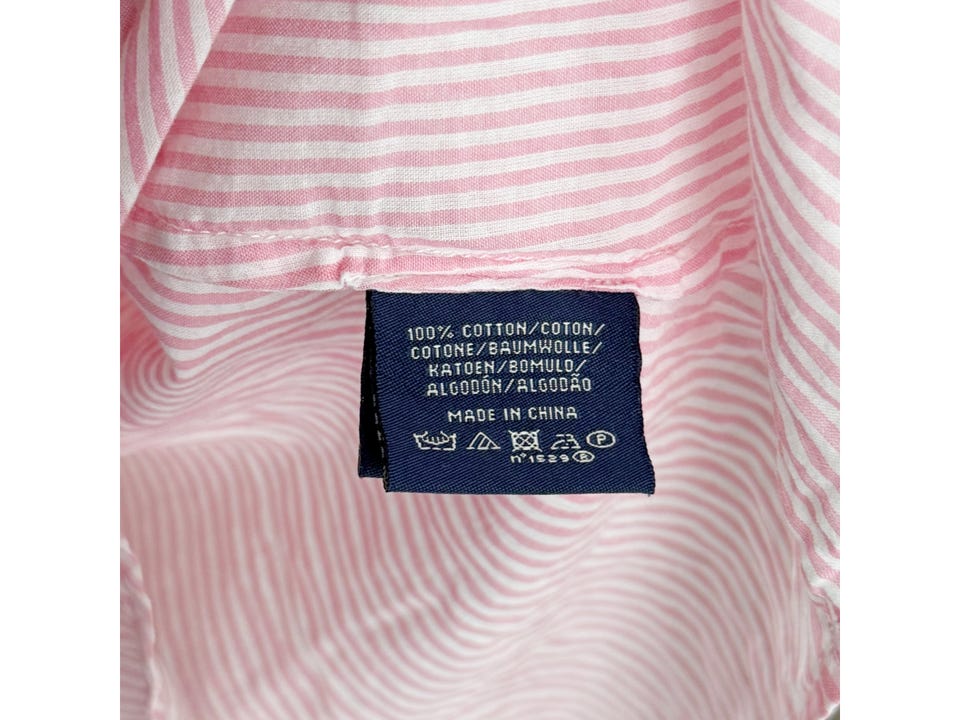 100% COTTON/COTON/
COTONE/BAUMWOLLE/
KATOEN/BOMULD/
ALGODÓN/ALGODÃO
MADE IN CHINA
P
n° 1529 ®